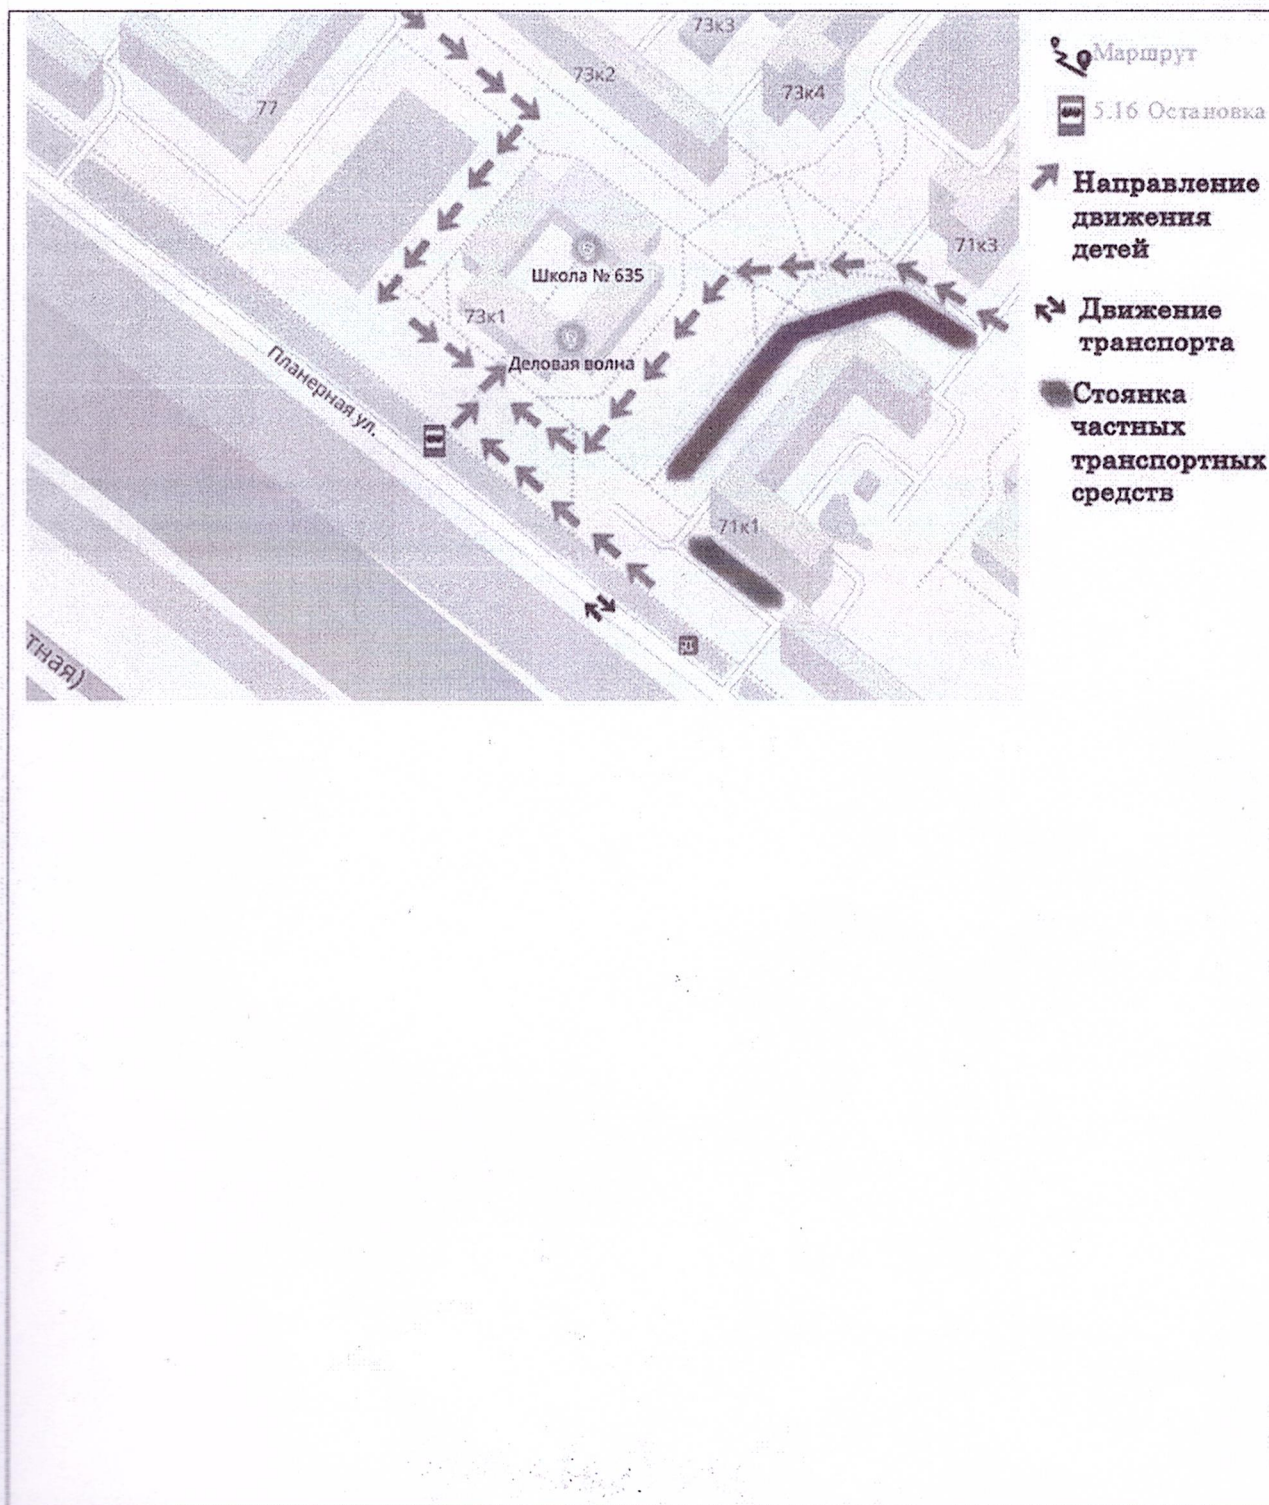 73к3
73к2
73к4
77
71к3
Школа № 635
73к1
Деловая волна
Планерная ул.
71к1
тная)
Маршрут
5.16 Остановка
Направление
движения
детей
Движение
транспорта
Стоянка
частных
транспортных
средств